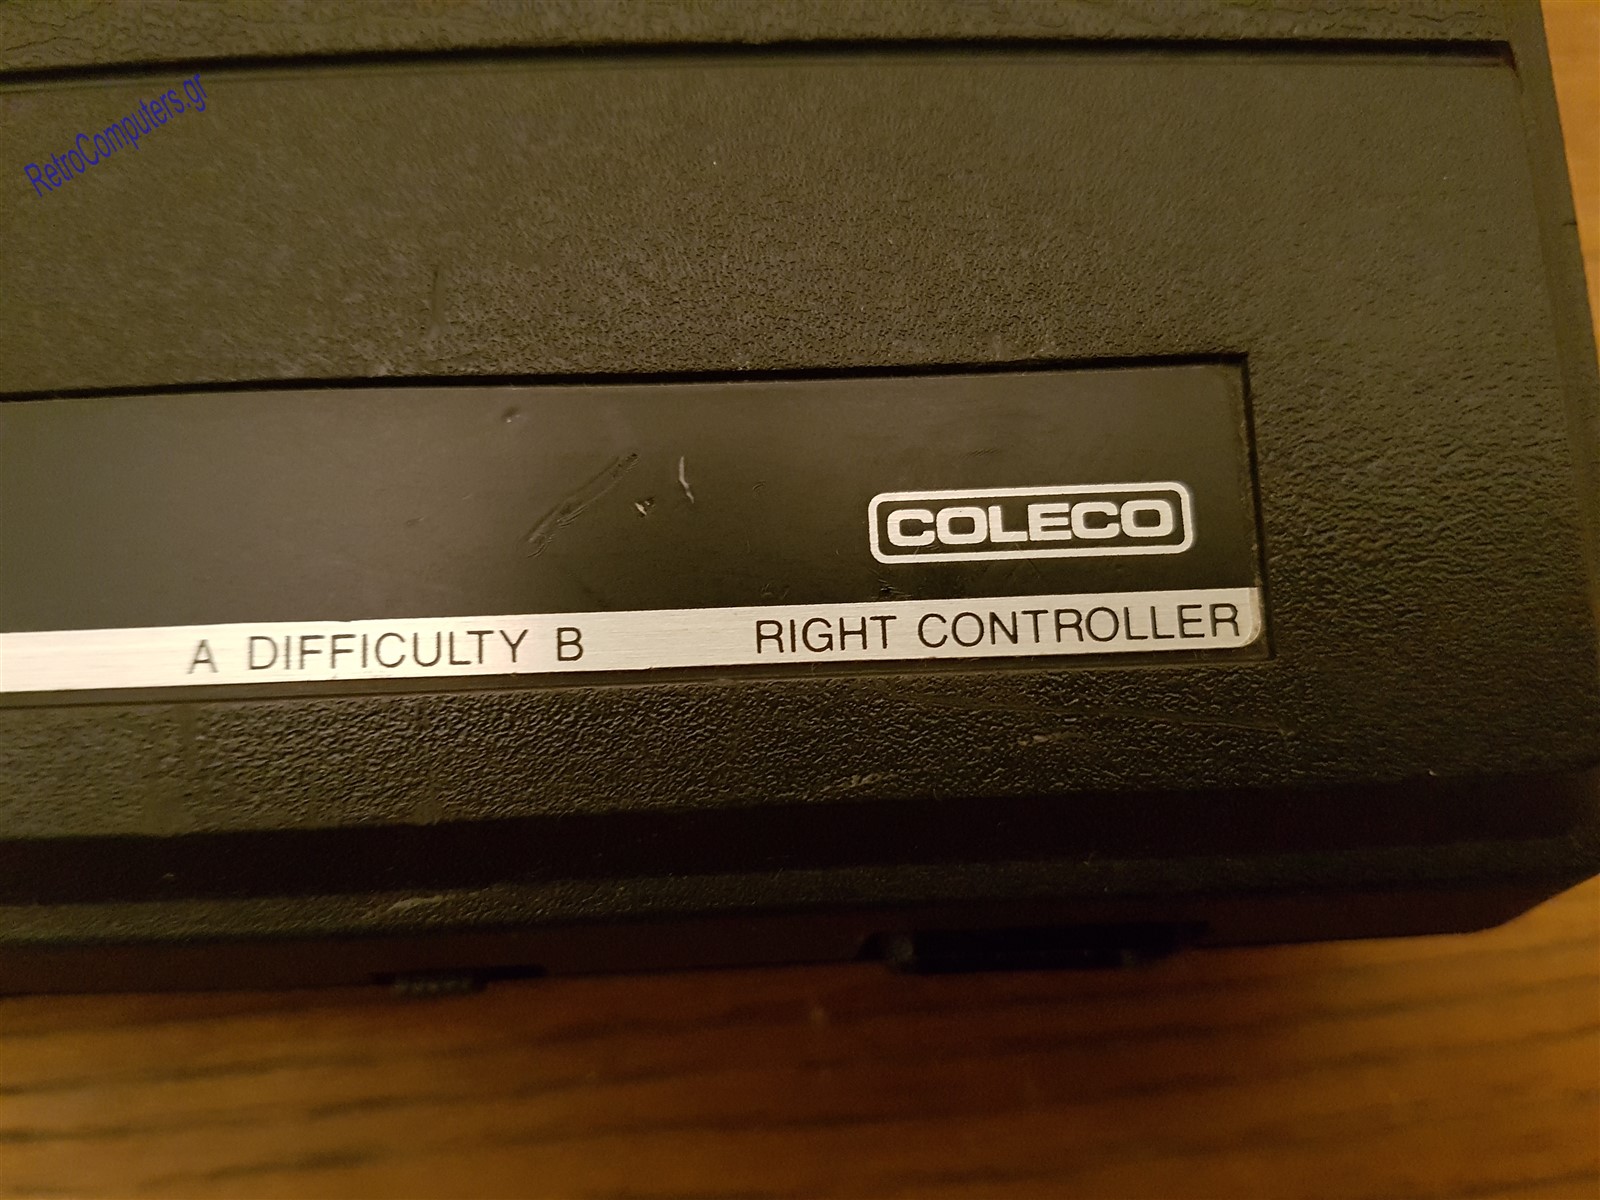 RetroComputers.gr
COLECO
A DIFFICULTY B RIGHT CONTROLLER